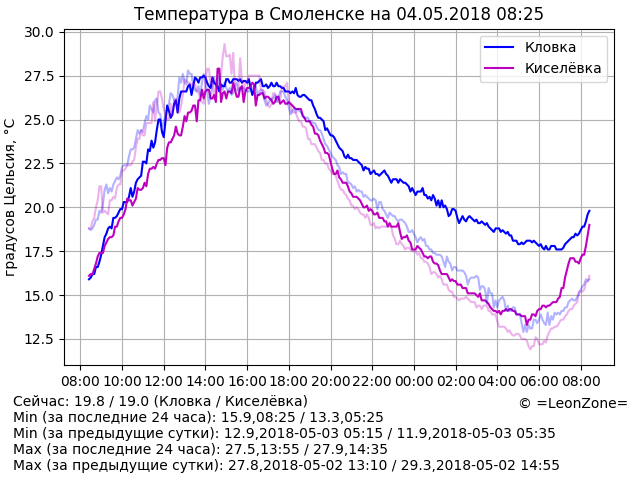 Температура в Смоленске на 04.05.2018 08:25
градусов Цельсия, °C
30.0
27.5
25.0
22.5
20.0
17.5
15.0
12.5
Кловка
Киселёвка
08:00 10:00 12:00 14:00 16:00 18:00 20:00 22:00 00:00 02:00 04:00 06:00 08:00
Сейчас: 19.8 / 19.0 (Кловка / Киселёвка)
© =LeonZone=
Min (за последние 24 часа): 15.9,08:25 / 13.3,05:25
Min (за предыдущие сутки): 12.9,2018-05-03 05:15 / 11.9,2018-05-03 05:35
Max (за последние 24 часа): 27.5,13:55 / 27.9,14:35
Max (за предыдущие сутки): 27.8,2018-05-02 13:10 / 29.3,2018-05-02 14:55